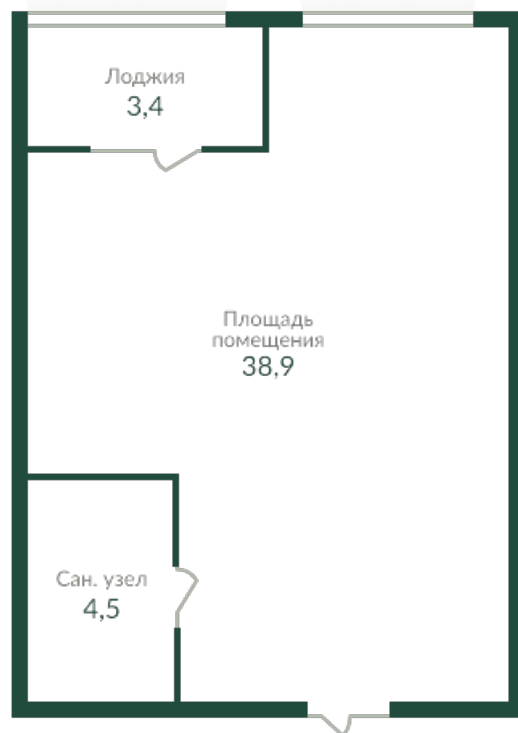 Лоджия
3,4
Площадь
помещения
38,9
Сан. узел
4,5